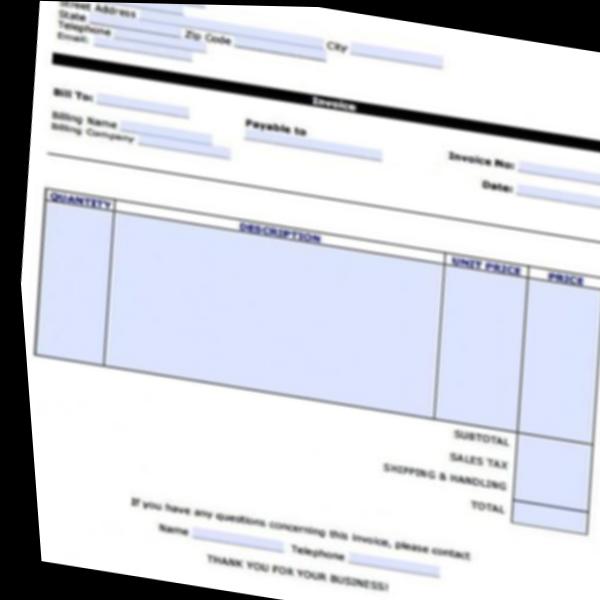 Street Address
State Zip Code City
Telephone
Email:
Invoice
Bill To:
Billing Name Payable to Invoice No:
Billing Company Date:
QUANTITY DESCRIPTION UNIT PRICE PRICE
SUBTOTAL
SALES TAX
SHIPPING & HANDLING
TOTAL
If you have any questions concerning this invoice, please contact
Name Telephone
THANK YOU FOR YOUR BUSINESS!